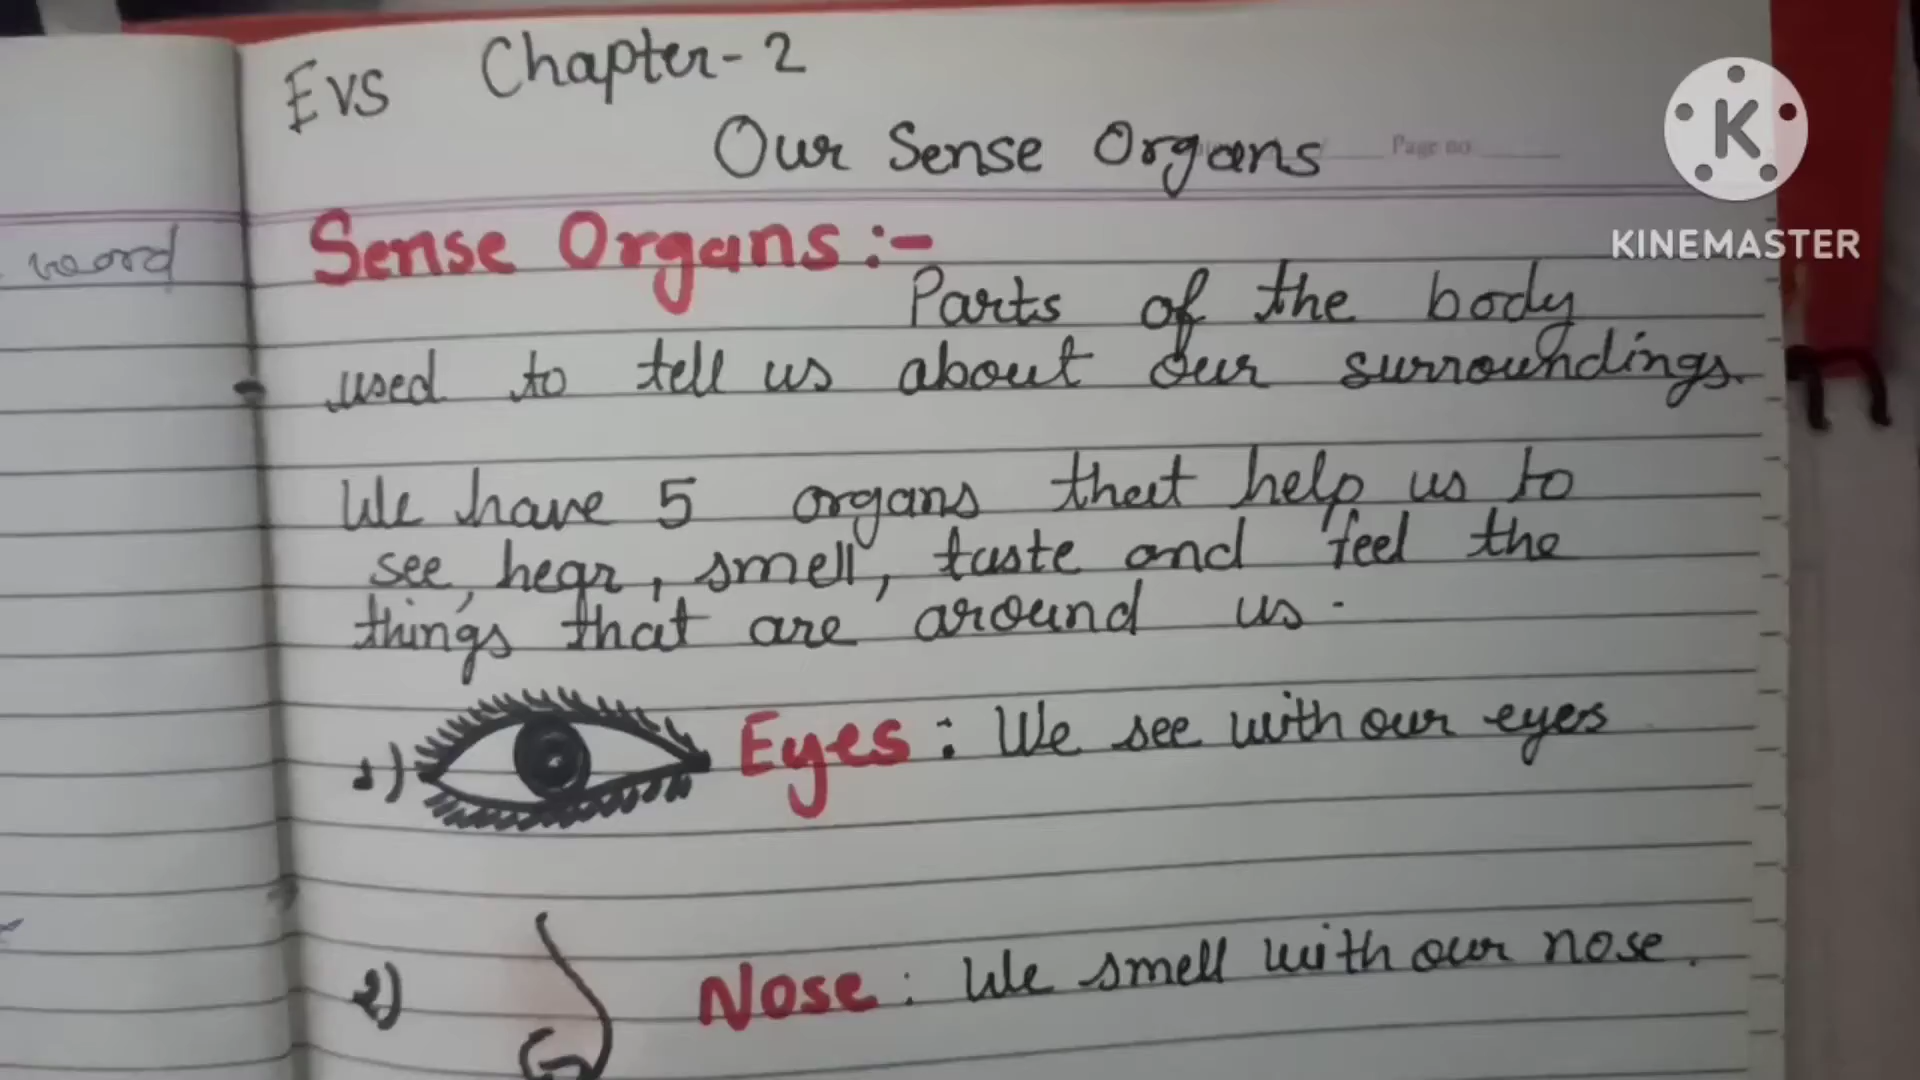 EVS Chapter-2
Our Sense Organs
Page no
KINEMASTER
word
Sense Organs:-
Parts of the body
used to tell us about our surroundings.
We have 5 organs that help us to
see, hear, smell, taste and feel the
things that are around us.
1) Eyes: We see with our eyes
2) Nose: We smell with our nose.